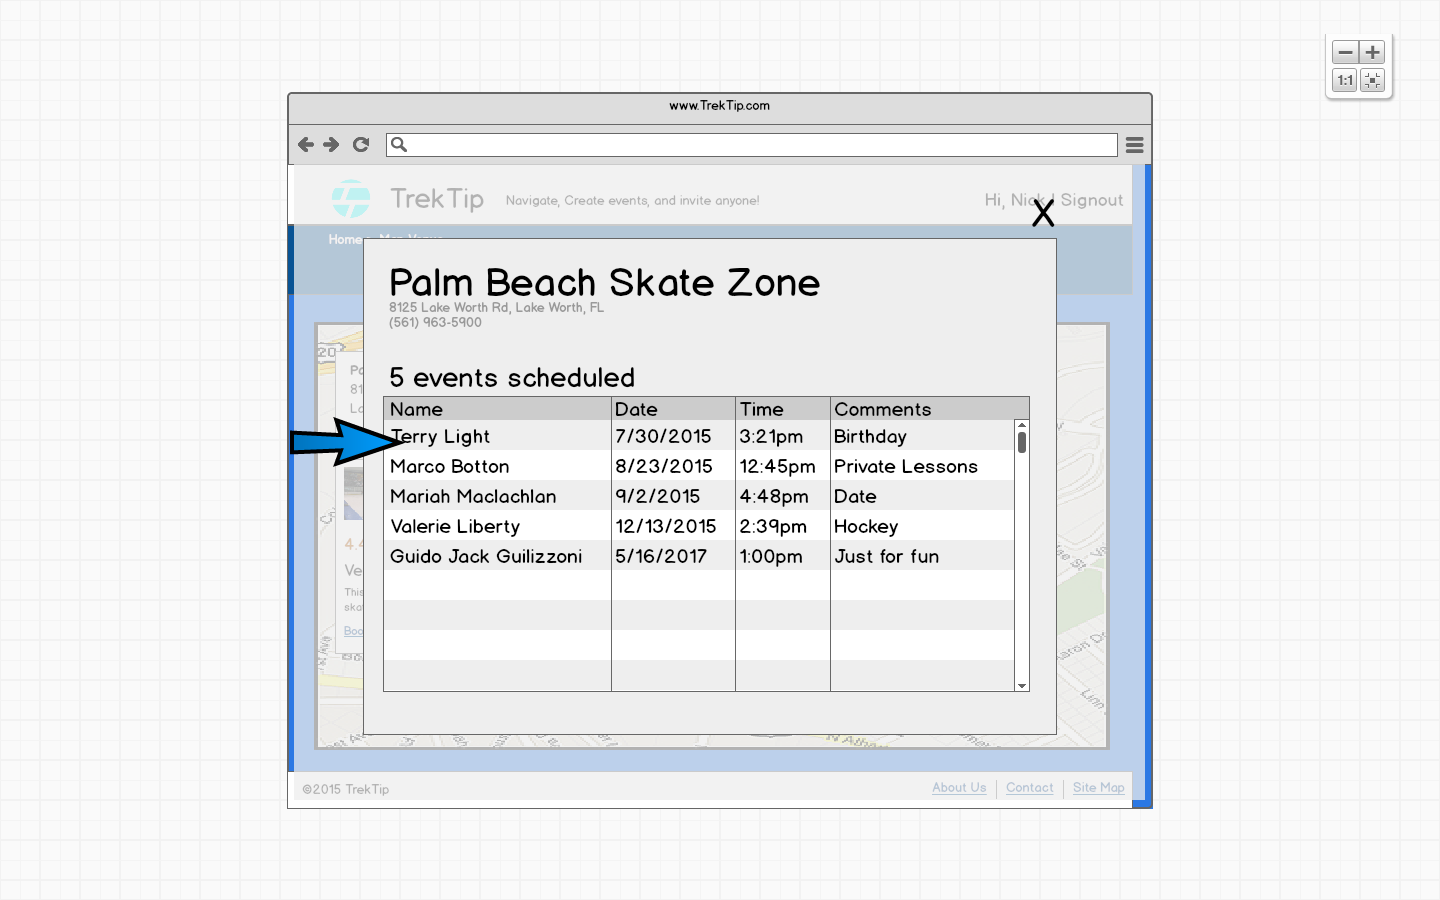 1:1
www.TrekTip.com
TrekTip Navigate, Create events, and invite anyone! Hi, Nick ! Signout
Home
Palm Beach Skate Zone
8125 Lake Worth Rd, Lake Worth, FL
(561) 963-5900
5 events scheduled
Name Date Time Comments
Terry Light 7/30/2015 3:21pm Birthday
Marco Botton 8/23/2015 12:45pm Private Lessons
Mariah Maclachlan 9/2/2015 4:48pm Date
Valerie Liberty 12/13/2015 2:39pm Hockey
Guido Jack Guilizzoni 5/16/2017 1:00pm Just for fun
20
4.4
This
©2015 TrekTip About Us Contact Site Map